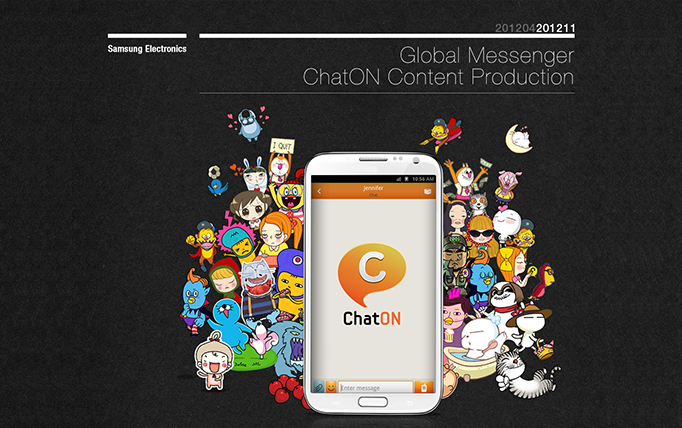 201204201211
Samsung Electronics
Global Messenger
ChatON Content Production
I QUIT
10:36 AM
Jennifer
C
ChatON
Enter message